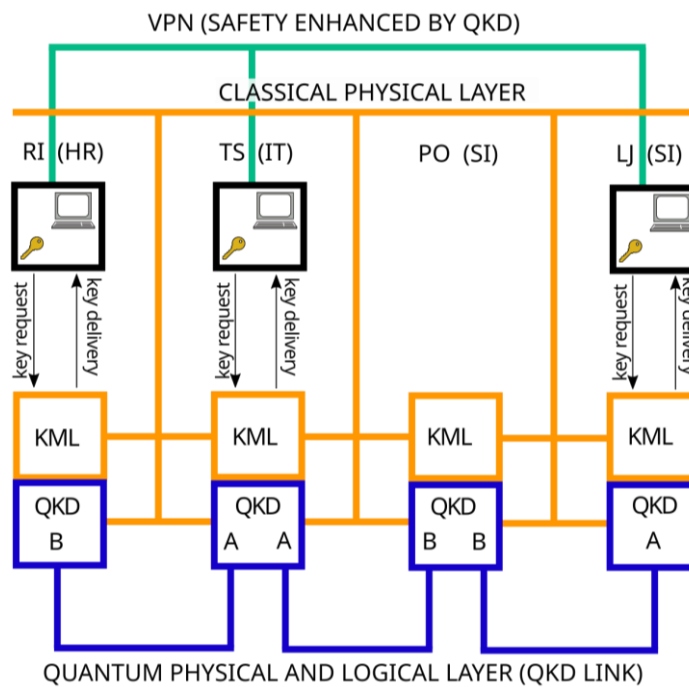 VPN (SAFETY ENHANCED BY QKD)
CLASSICAL PHYSICAL LAYER
RI (HR)
TS (IT)
PO (SI)
LJ (SI)
key request
key delivery
key request
key delivery
key request
key delivery
KML
KML
KML
KML
QKD
QKD
QKD
QKD
B
A A
B B
A
QUANTUM PHYSICAL AND LOGICAL LAYER (QKD LINK)